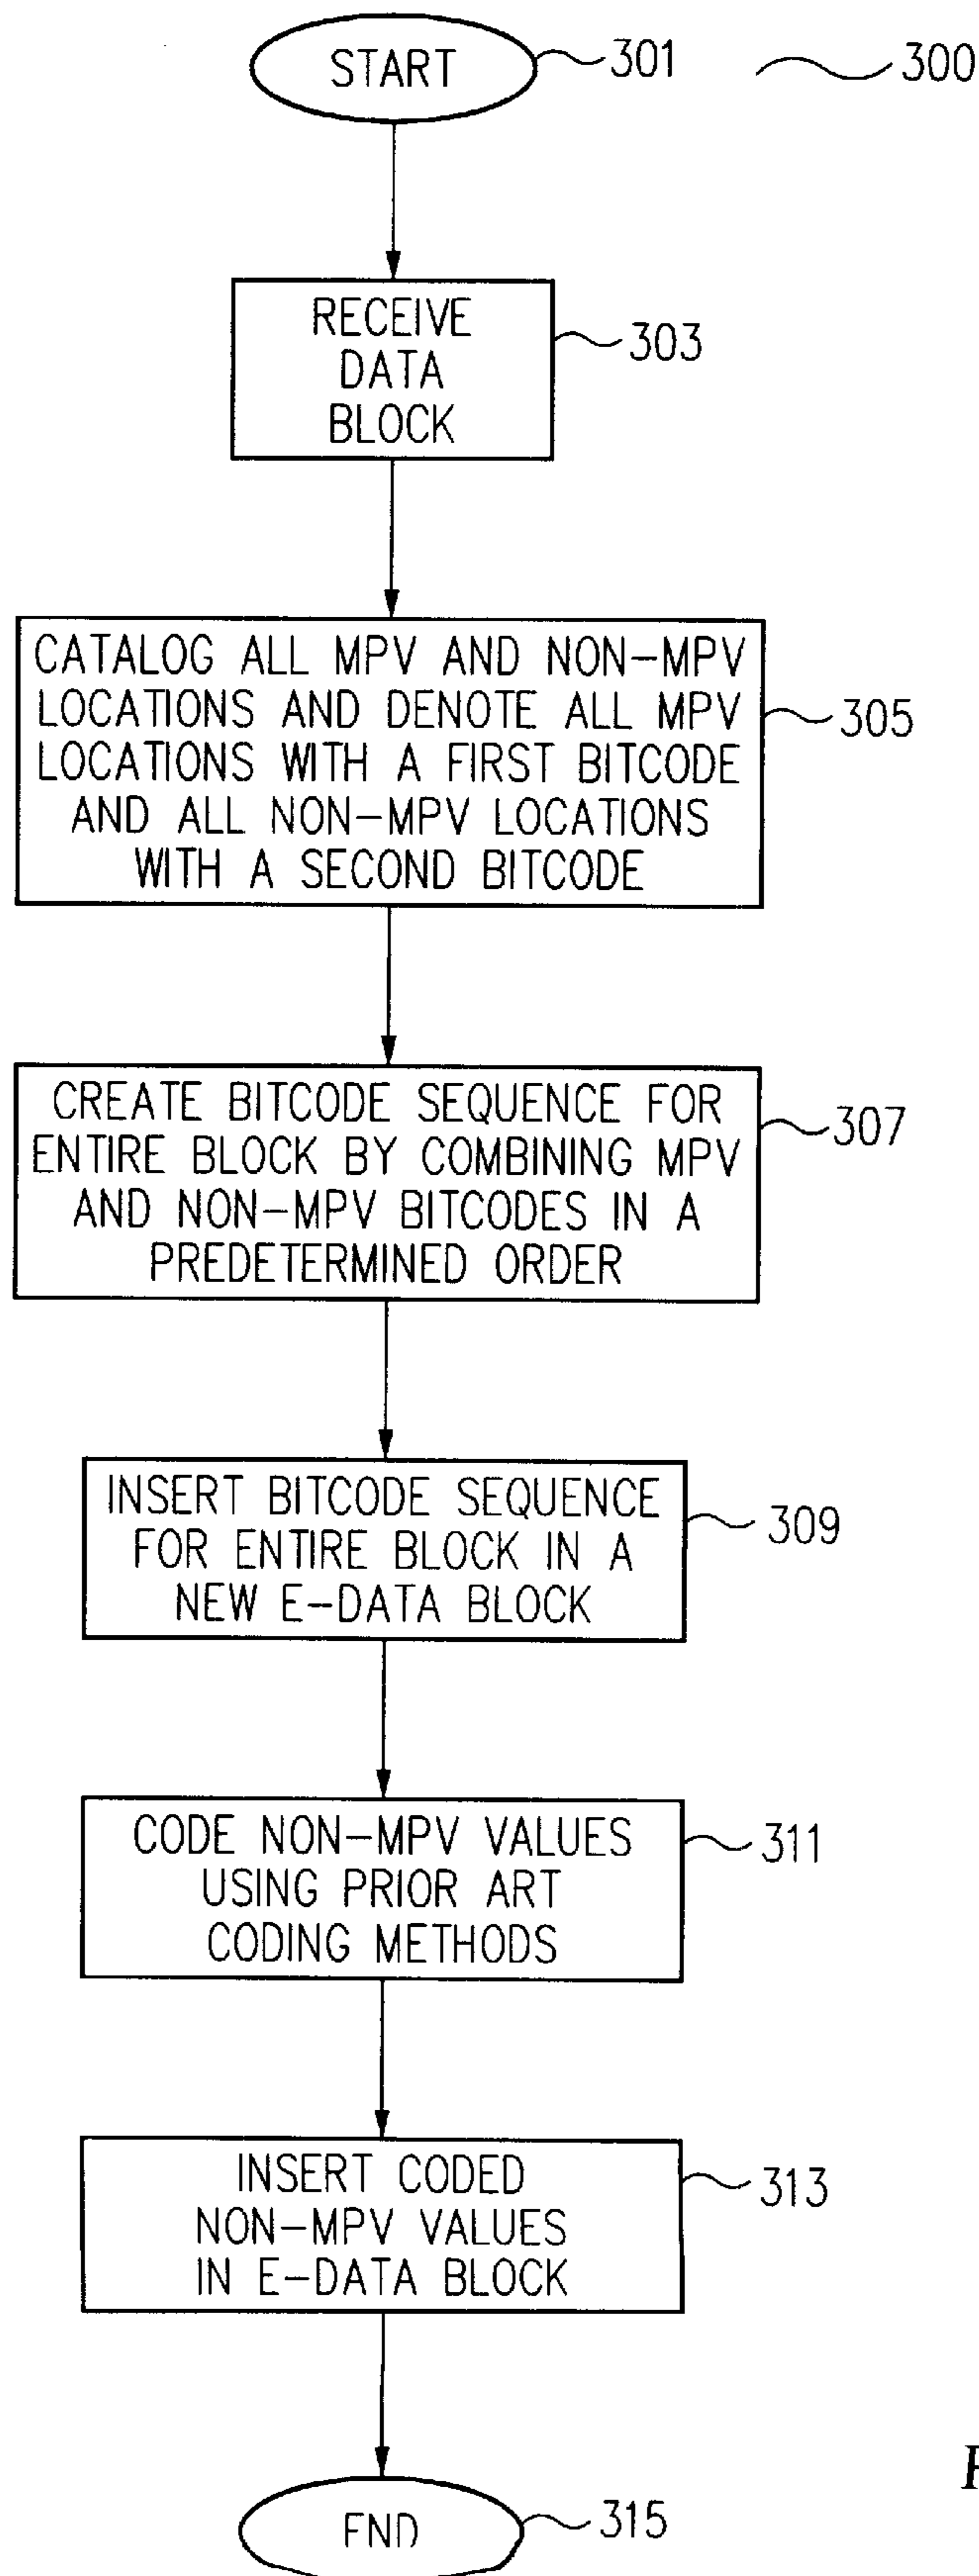 START
301
300
RECEIVE
DATA
BLOCK
303
CATALOG ALL MPV AND NON-MPV
LOCATIONS AND DENOTE ALL MPV
LOCATIONS WITH A FIRST BITCODE
AND ALL NON-MPV LOCATIONS
WITH A SECOND BITCODE
305
CREATE BITCODE SEQUENCE FOR
ENTIRE BLOCK BY COMBINING MPV
AND NON-MPV BITCODES IN A
PREDETERMINED ORDER
307
INSERT BITCODE SEQUENCE
FOR ENTIRE BLOCK IN A
NEW E-DATA BLOCK
309
CODE NON-MPV VALUES
USING PRIOR ART
CODING METHODS
311
INSERT CODED
NON-MPV VALUES
IN E-DATA BLOCK
313
END
315